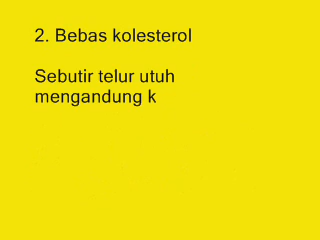 2. Bebas kolesterol
Sebutir telur utuh
mengandung k